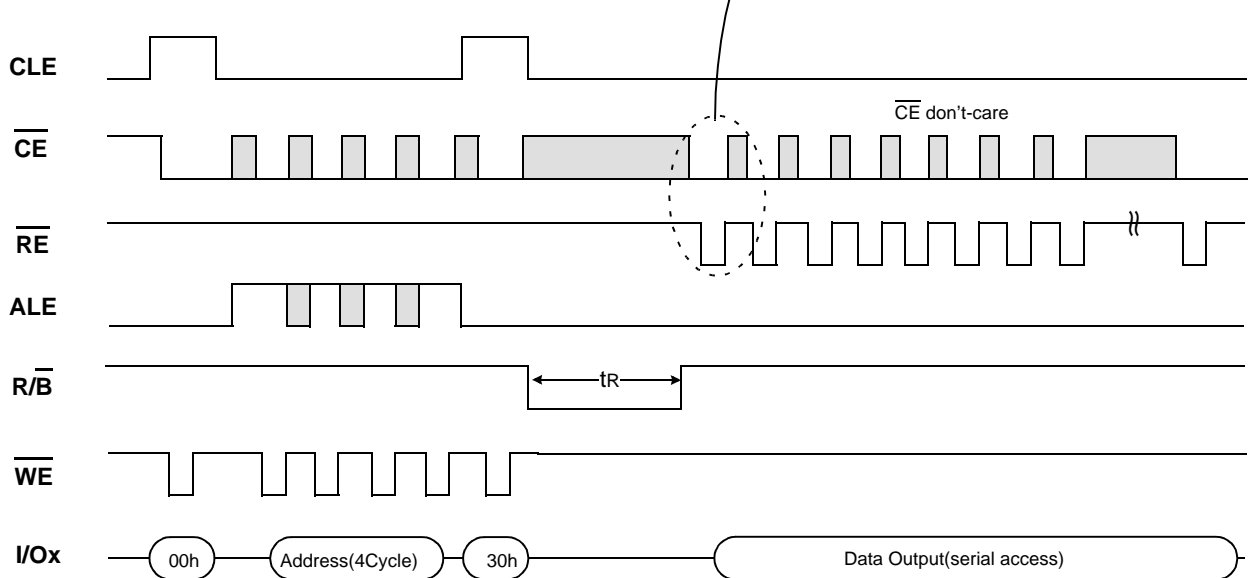 CLE
CE don't-care
CE
RE
ALE
R/B
tR
WE
I/Ox 00h Address(4Cycle) 30h Data Output(serial access)